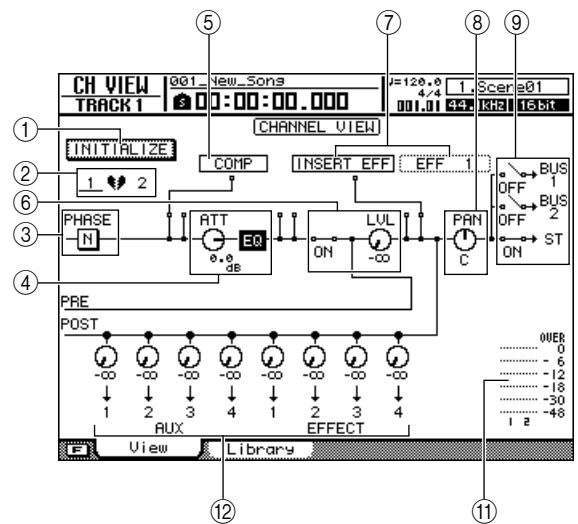 ⑤ ⑦ ⑧ ⑨
CH VIEW 001_New_Song ♩=120.0 4/4 1.Scene01
TRACK 1 S 00:00:00.000 001.01 44.1kHz 16bit
CHANNEL VIEW
① INITIALIZE
COMP INSERT EFF EFF 1
② 1 2
OFF BUS 1
OFF BUS 2
ON ST
⑥
③ PHASE N
ATT EQ 0.0 dB
④
ON LVL -∞
PAN C
PRE
POST
-∞ -∞ -∞ -∞ -∞ -∞ -∞ -∞
1 2 3 4 1 2 3 4
AUX EFFECT
OVER
0
- 6
-12
-18
-30
-48
1 2
F View Library
⑫ ⑪